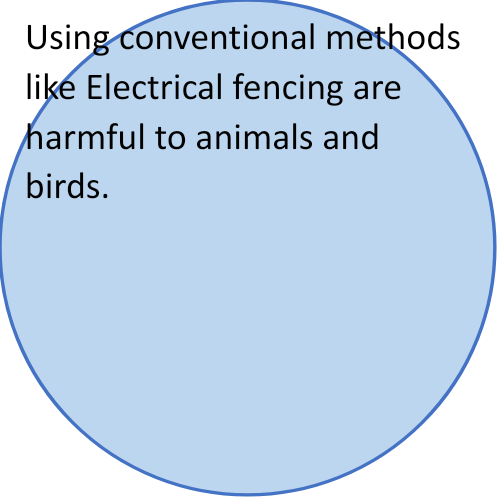 Using conventional methods
like Electrical fencing are
harmful to animals and
birds.